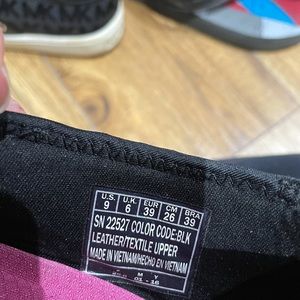 U.S. U.K. EUR CM BRA
9 6 39 26 39
SN 22527 COLOR CODE:BLK
LEATHER/TEXTILE UPPER
MADE IN VIETNAM/HECHO EN VIETNAM
M